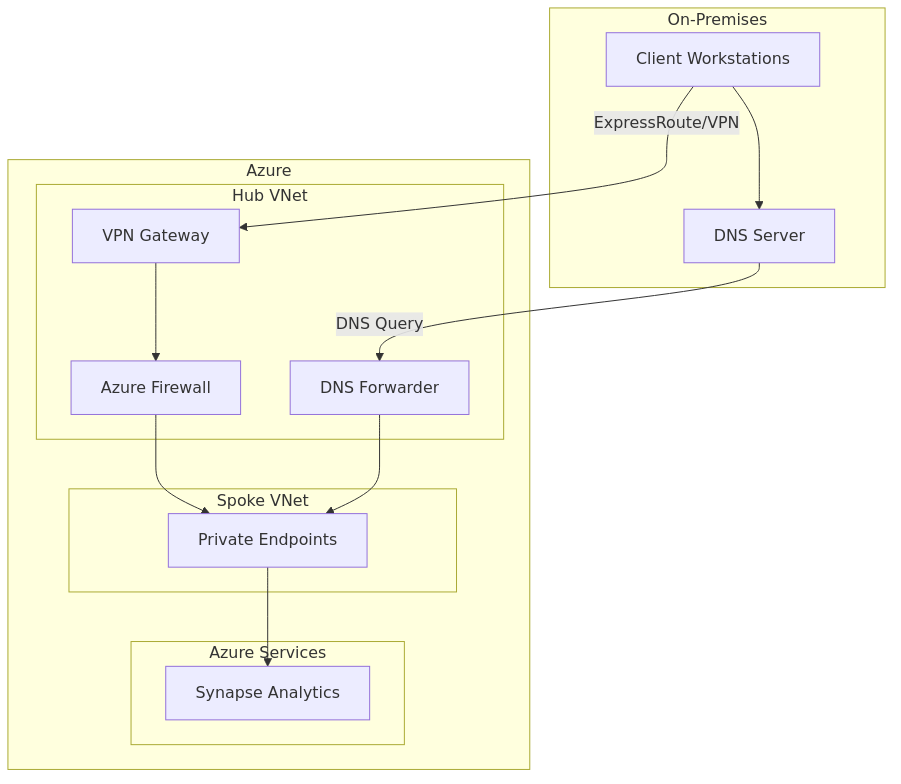 On-Premises
Client Workstations
ExpressRoute/VPN
Azure
Hub VNet
VPN Gateway
DNS Server
DNS Query
Azure Firewall
DNS Forwarder
Spoke VNet
Private Endpoints
Azure Services
Synapse Analytics